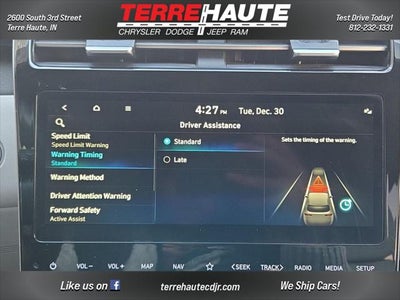 2600 South 3rd Street
Terre Haute, IN
TERRE HAUTE
CHRYSLER DODGE JEEP RAM
Test Drive Today!
812-232-1331
4:27 PM Tue, Dec. 30
Driver Assistance
Speed Limit
Speed Limit Warning
Warning Timing
Standard
Warning Method
Driver Attention Warning
Forward Safety
Active Assist
Standard
Late
Sets the timing of the warning.
VOL− VOL+ MAP NAV <SEEK TRACK> RADIO MEDIA SETUP
Like us on f
terrehautecdjr.com
We Ship Cars!